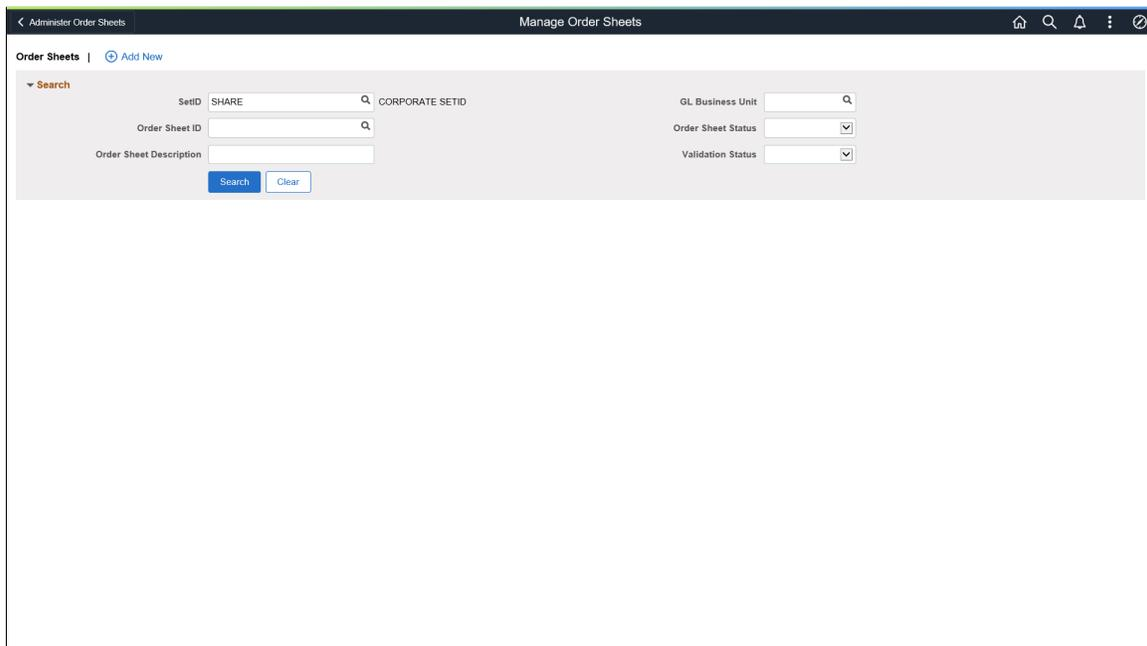 Administer Order Sheets
Manage Order Sheets
Order Sheets | Add New
Search
SetID SHARE CORPORATE SETID GL Business Unit
Order Sheet ID Order Sheet Status
Order Sheet Description Validation Status
Search Clear